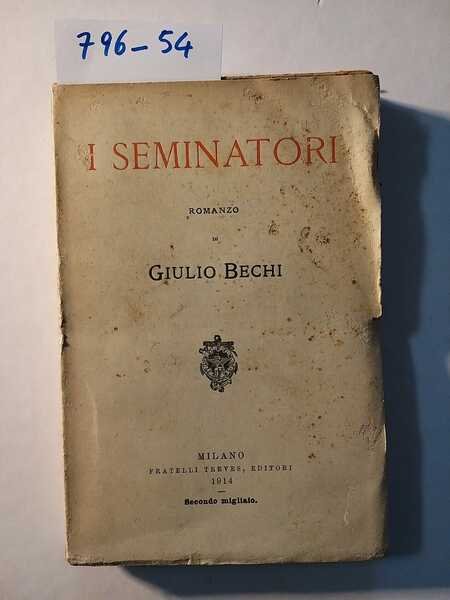 796-54
I SEMINATORI
ROMANZO
DI
GIULIO BECHI
MILANO
FRATELLI TREVES, EDITORI
1914
Secondo migliaio.